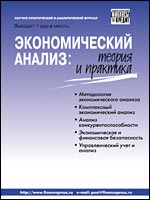 НАУЧНО-ПРАКТИЧЕСКИЙ И АНАЛИТИЧЕСКИЙ ЖУРНАЛ
Выходит 1 раз в месяц
ЭКОНОМИЧЕСКИЙ
АНАЛИЗ:
теория
и практика
• Методология
экономического анализа
• Комплексный
экономический анализ
• Анализ
конкурентоспособности
• Экономическая и
финансовая безопасность
• Управленческий учет и
анализ
http://www.financepress.ru e-mail: post@financepress.ru